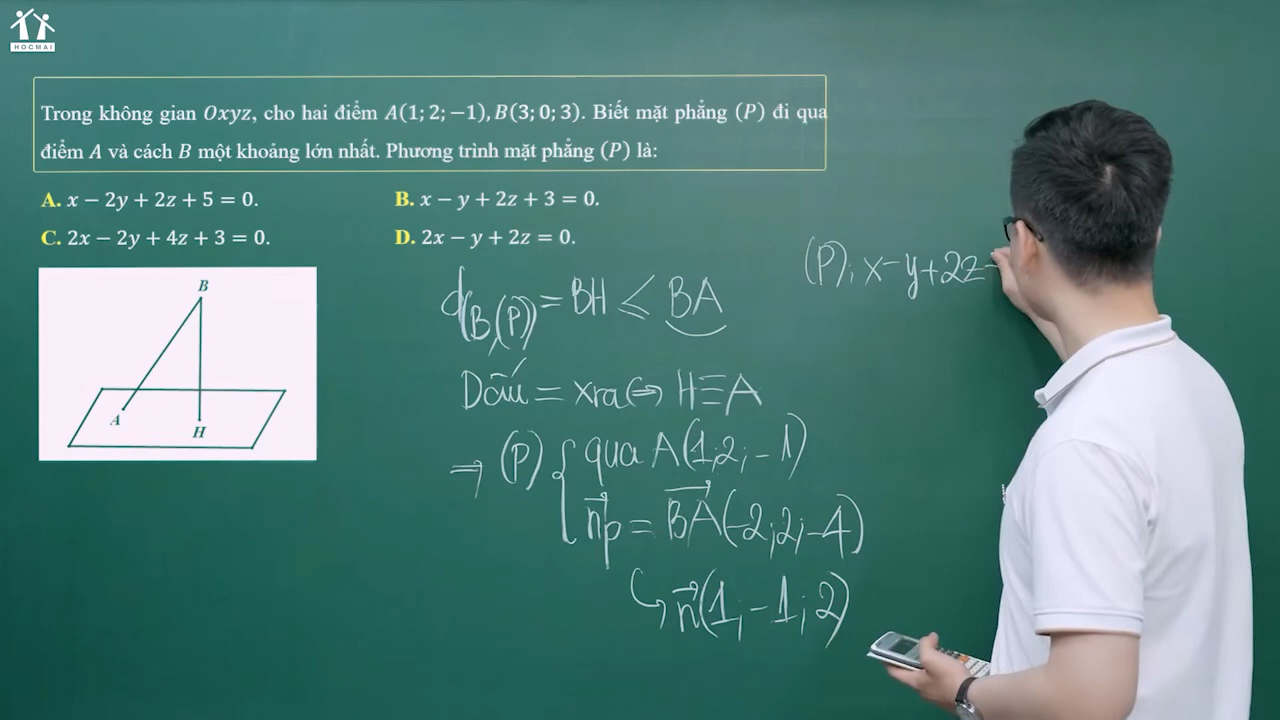 HOCMAI
Trong không gian Oxyz, cho hai điểm A(1; 2; −1), B(3; 0; 3). Biết mặt phẳng (P) đi qua
điểm A và cách B một khoảng lớn nhất. Phương trình mặt phẳng (P) là:
A. x − 2y + 2z + 5 = 0.
B. x − y + 2z + 3 = 0.
C. 2x − 2y + 4z + 3 = 0.
D. 2x − y + 2z = 0.
B
A
H
d(B,(P)) = BH ≤ BA
Dấu = xra ⇔ H ≡ A
⇒ (P) { qua A(1; 2; −1)
n⃗p = B͞A⃗(−2; 2; −4)
↪ n⃗(1; −1; 2)
(P): x − y + 2z −